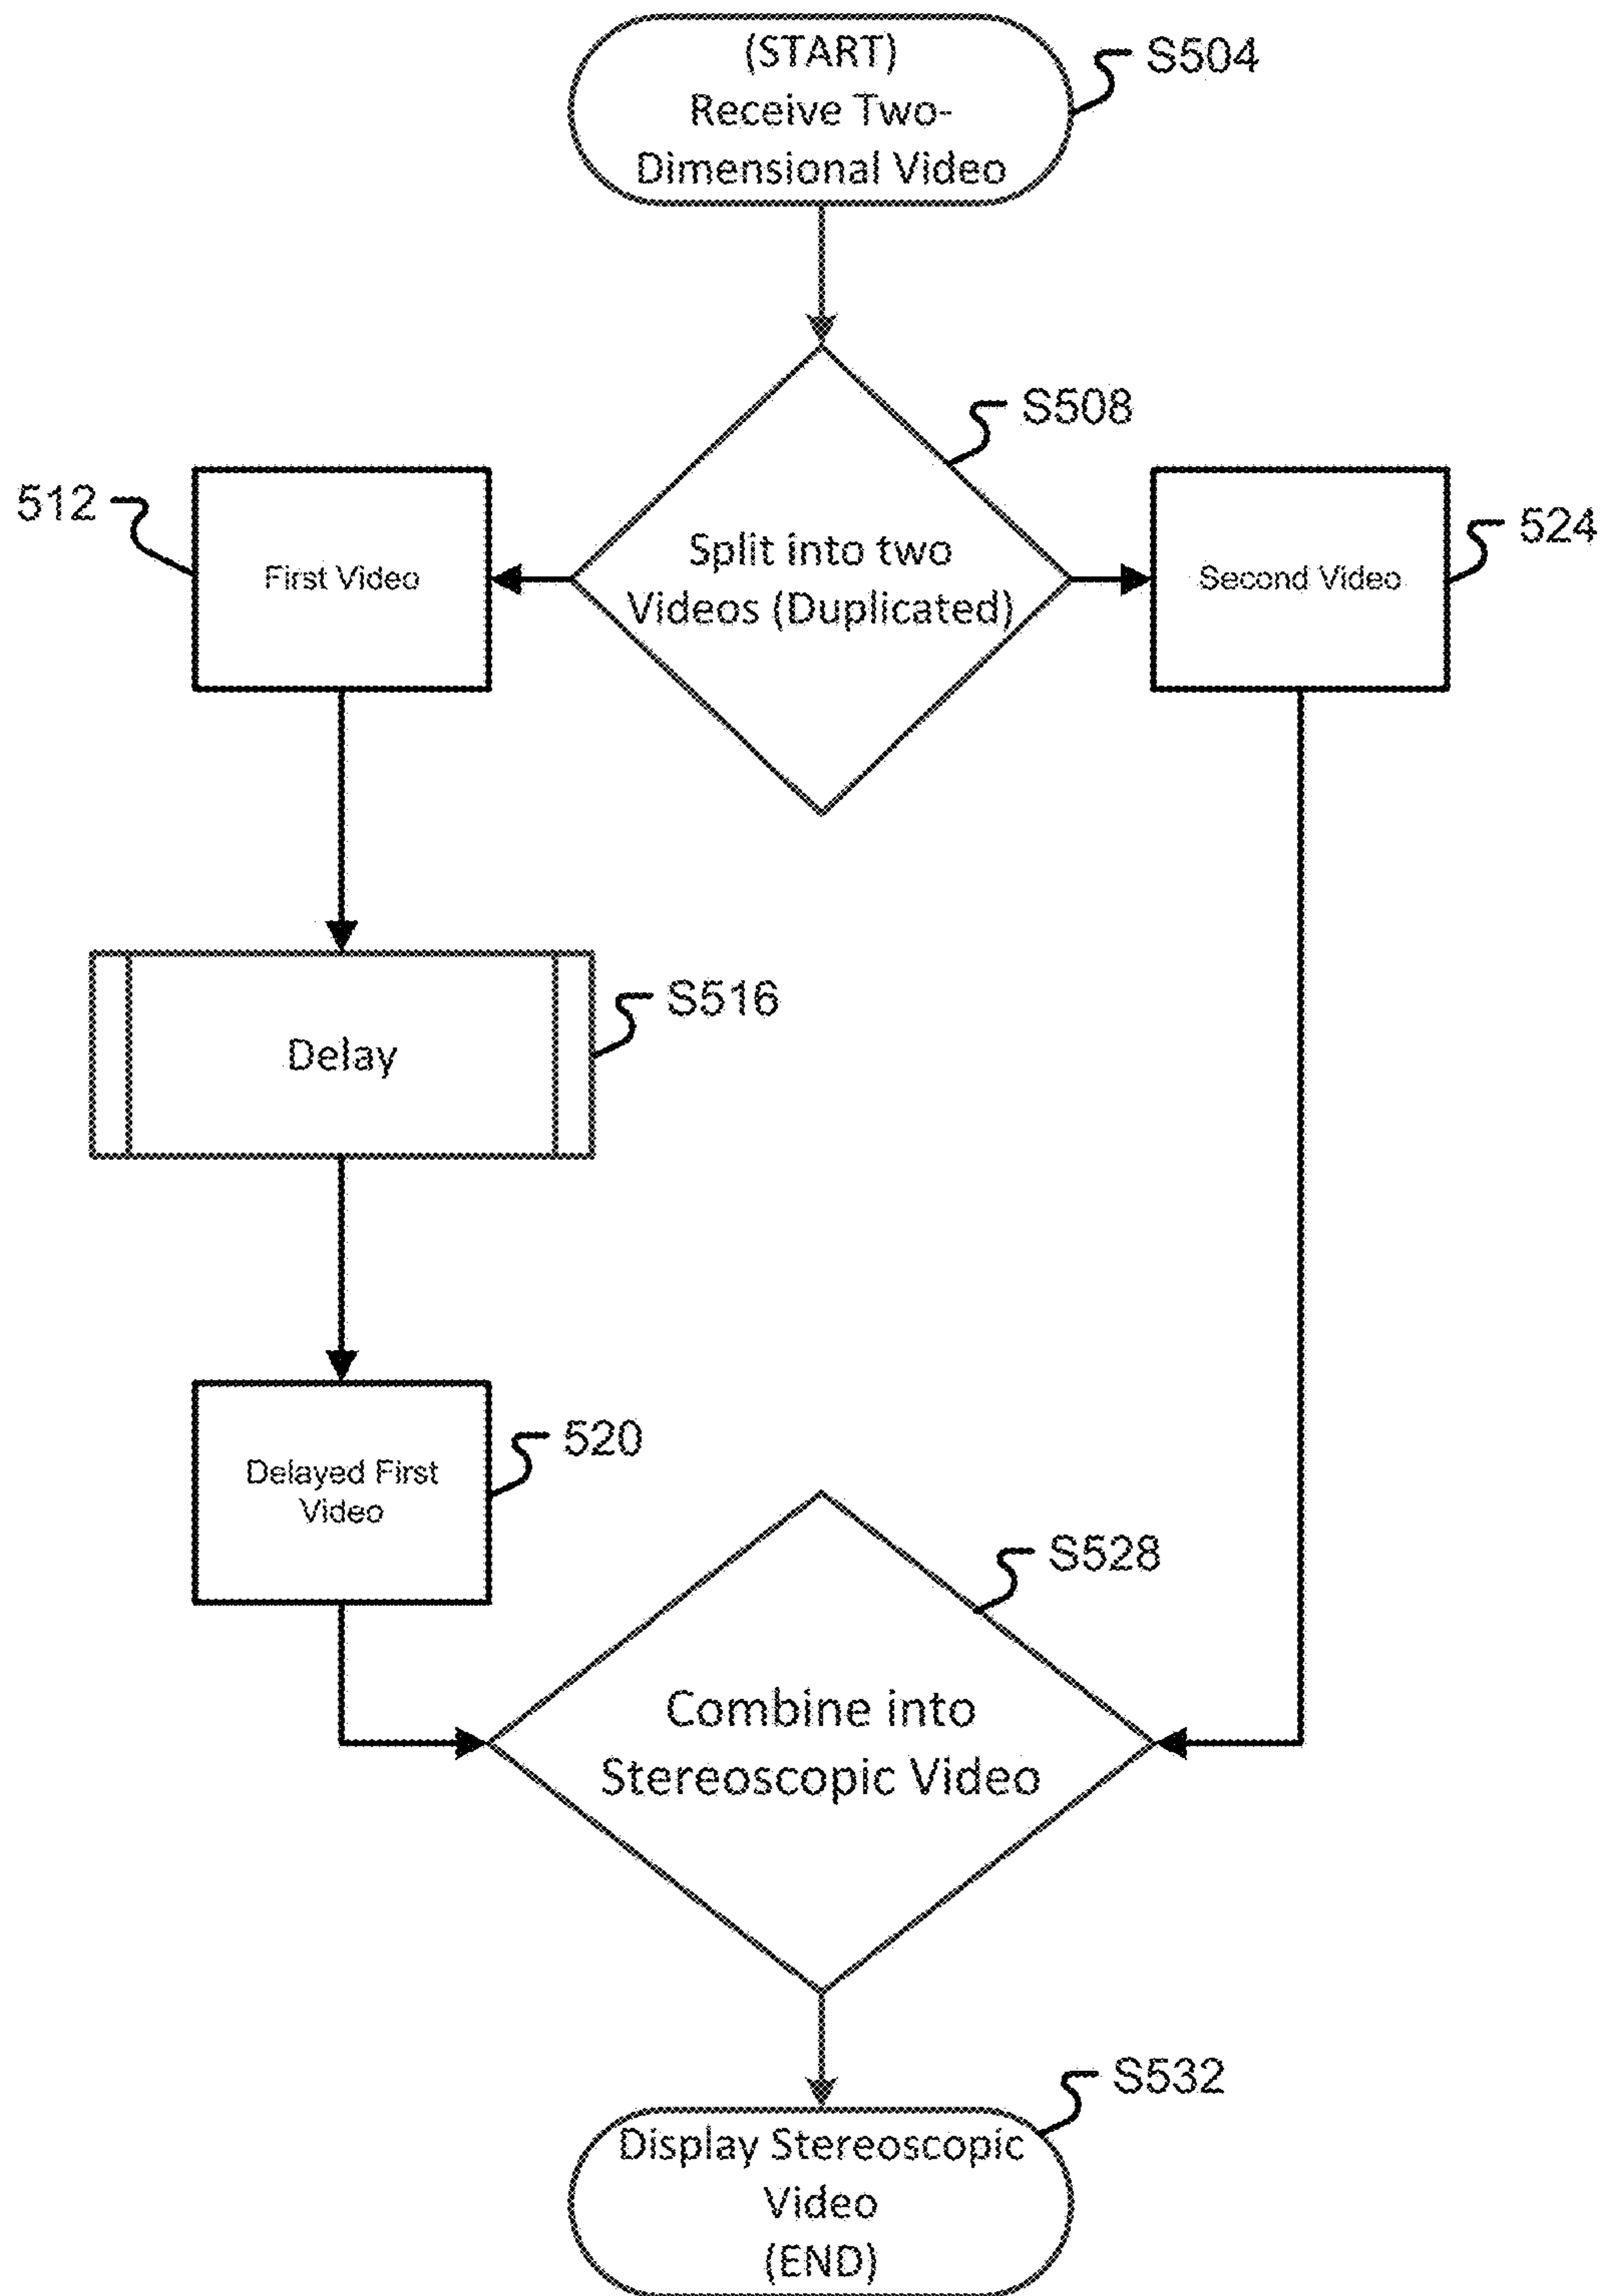 (START)
Receive Two-
Dimensional Video
S504
S508
Split into two
Videos (Duplicated)
512
First Video
524
Second Video
S516
Delay
520
Delayed First
Video
S528
Combine into
Stereoscopic Video
S532
Display Stereoscopic
Video
(END)